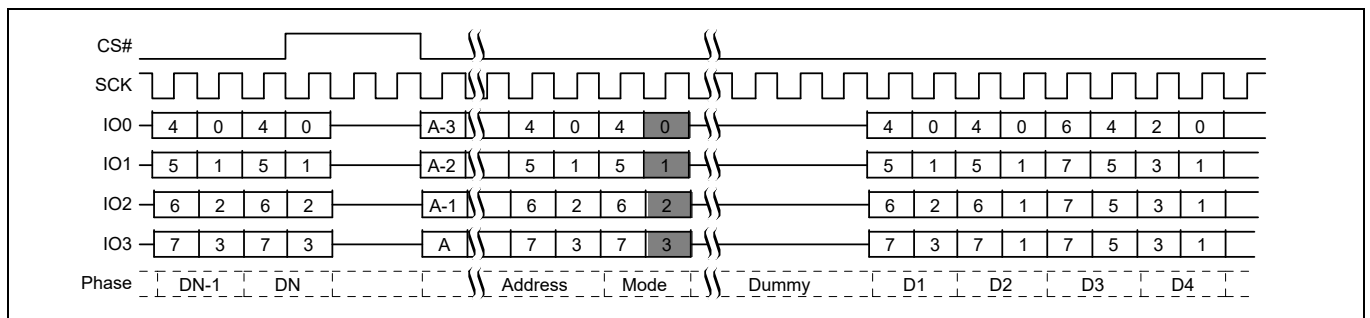 CS#
SCK
IO0 4 0 4 0 A-3 4 0 4 0 4 0 4 0 6 4 2 0
IO1 5 1 5 1 A-2 5 1 5 1 5 1 5 1 7 5 3 1
IO2 6 2 6 2 A-1 6 2 6 2 6 2 6 1 7 5 3 1
IO3 7 3 7 3 A 7 3 7 3 7 3 7 1 7 5 3 1
Phase DN-1 DN Address Mode Dummy D1 D2 D3 D4